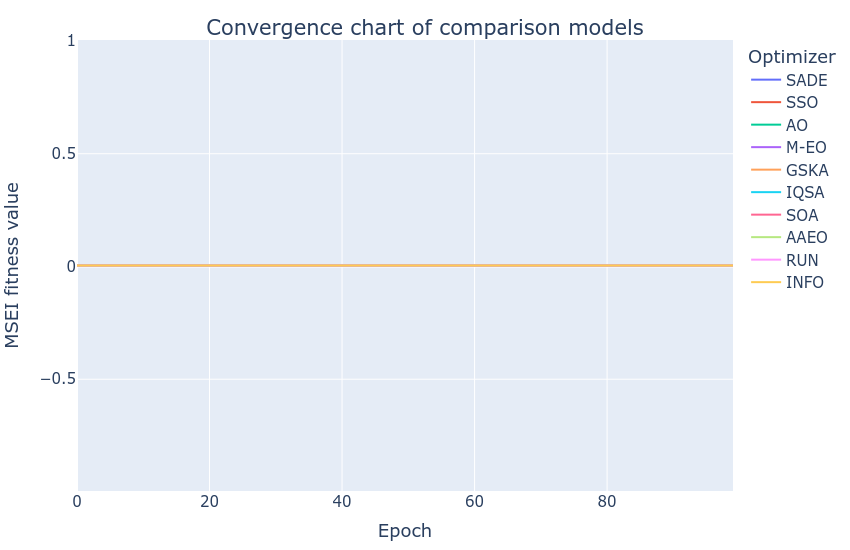 Convergence chart of comparison models
MSEI fitness value
1
0.5
0
−0.5
0
20
40
60
80
Epoch
Optimizer
SADE
SSO
AO
M-EO
GSKA
IQSA
SOA
AAEO
RUN
INFO